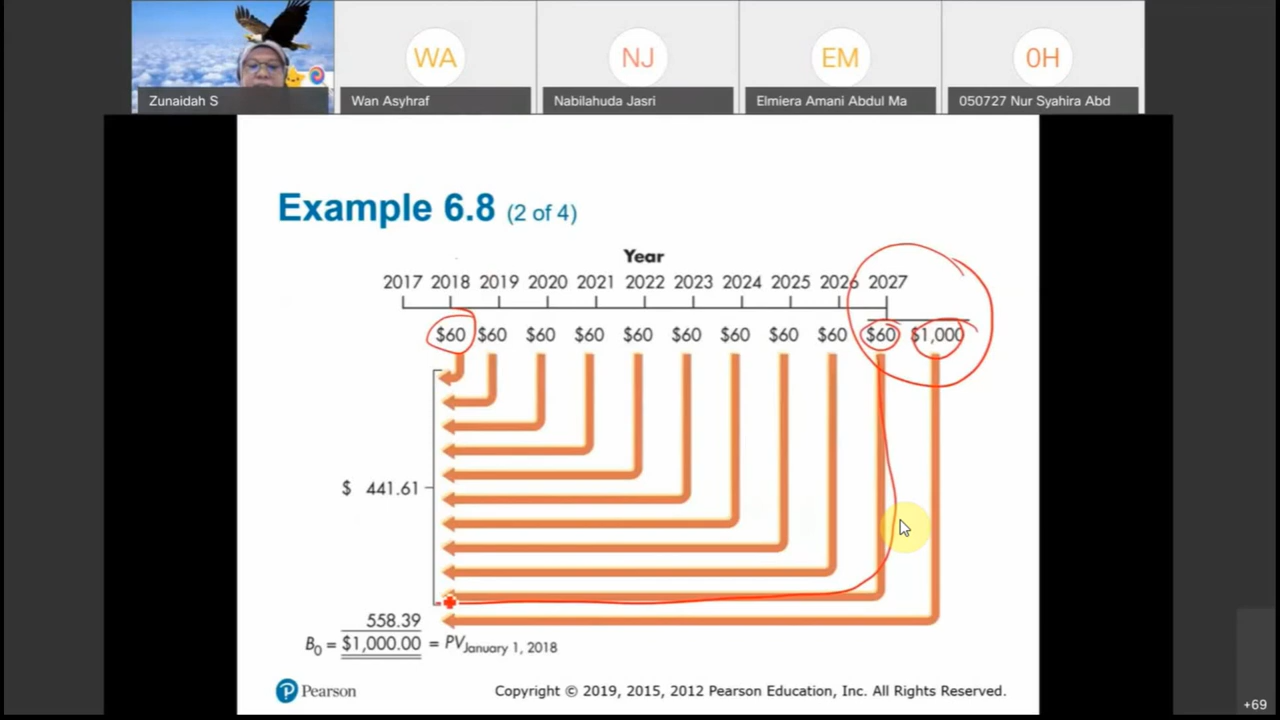 WA NJ EM 0H
Zunaidah S Wan Asyhraf Nabilahuda Jasri Elmiera Amani Abdul Ma 050727 Nur Syahira Abd
Example 6.8 (2 of 4)
Year
2017 2018 2019 2020 2021 2022 2023 2024 2025 2026 2027
$60 $60 $60 $60 $60 $60 $60 $60 $60 $60 $1,000
$ 441.61
558.39
B0 = $1,000.00 = PVJanuary 1, 2018
P Pearson
Copyright © 2019, 2015, 2012 Pearson Education, Inc. All Rights Reserved.
+69